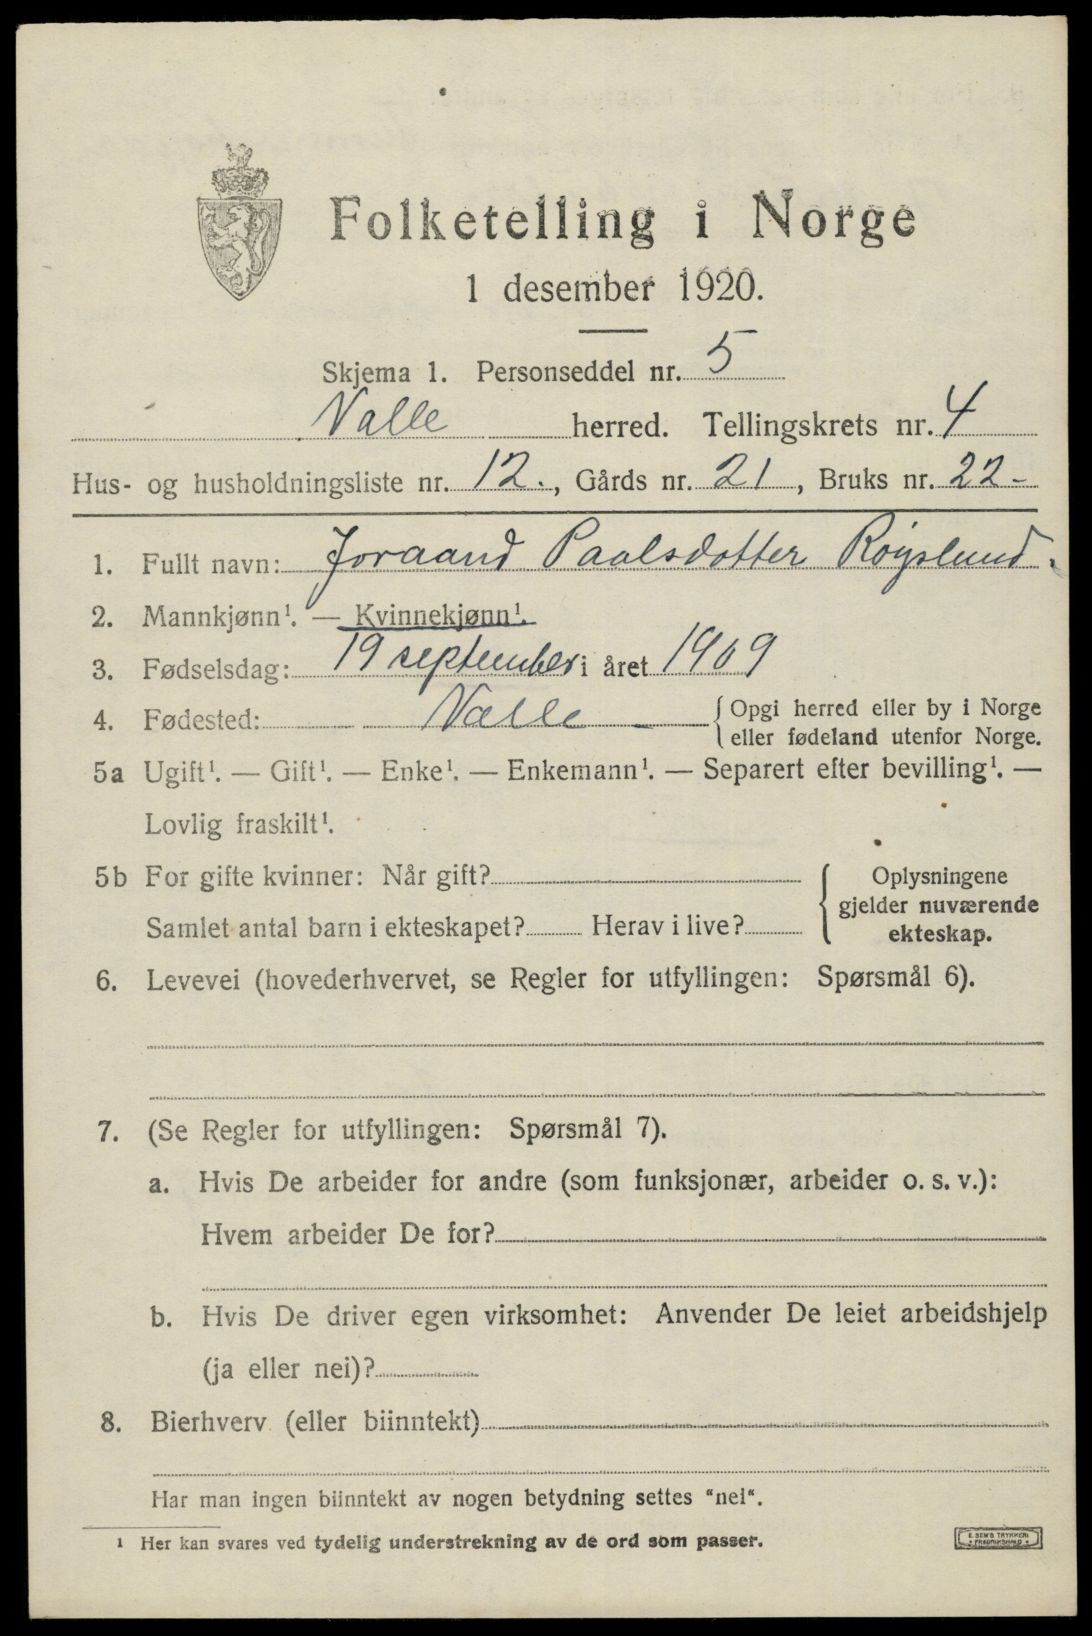 Folketelling i Norge
1 desember 1920.
Skjema 1. Personseddel nr. 5
Valle herred. Tellingskrets nr. 4
Hus- og husholdningsliste nr. 12., Gårds nr. 21, Bruks nr. 22-
1. Fullt navn: Joraand Paalsdotter Røyslund.
2. Mannkjønn¹. — Kvinnekjønn¹.
3. Fødselsdag: 19 september i året 1909
4. Fødested: Valle { Opgi herred eller by i Norge
eller fødeland utenfor Norge.
5a Ugift¹. — Gift¹. — Enke¹. — Enkemann¹. — Separert efter bevilling¹. —
Lovlig fraskilt¹.
5b For gifte kvinner: Når gift? { Oplysningene
gjelder nuværende
Samlet antal barn i ekteskapet? Herav i live? ekteskap.
6. Levevei (hovederhvervet, se Regler for utfyllingen: Spørsmål 6).
7. (Se Regler for utfyllingen: Spørsmål 7).
a. Hvis De arbeider for andre (som funksjonær, arbeider o. s. v.):
Hvem arbeider De for?
b. Hvis De driver egen virksomhet: Anvender De leiet arbeidshjelp
(ja eller nei)?
8. Bierhverv (eller biinntekt)
Har man ingen biinntekt av nogen betydning settes "nei".
¹ Her kan svares ved tydelig understrekning av de ord som passer.
E. SEM'S TRYKKERI
• FREDRIKSHALD •